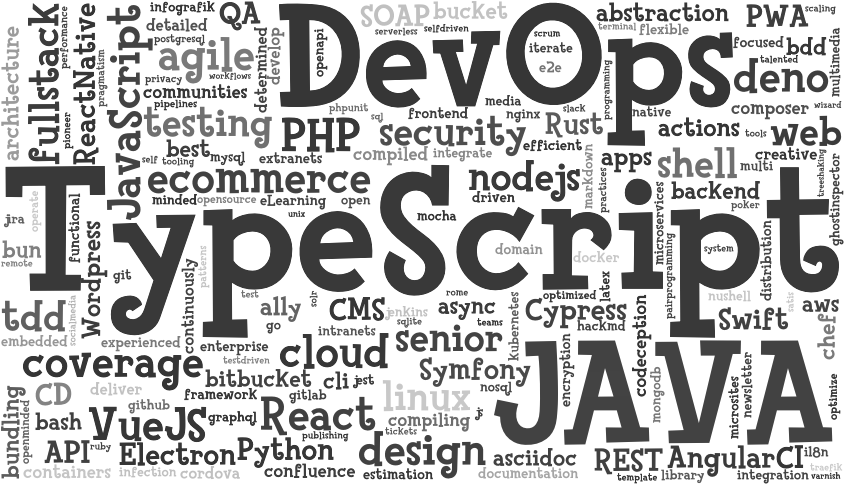 infografik
QA
SOAP
bucket
abstraction
PWA
scaling
architecture
fullstack
performance
ReactNative
pragmatism
JavaScript
detailed
postgresql
agile
privacy
workflows
determined
develop
DevOps
openapi
serverless
selfdriven
scrum
iterate
e2e
terminal
flexible
focused
bdd
multimedia
talented
deno
communities
pipelines
programming
native
composer
wizard
pioneer
testing
PHP
phpunit
sql
frontend
media
nginx
slack
security
Rust
actions
tools
web
best
self
tooling
mysql
extranets
compiled
integrate
efficient
markdown
practices
apps
shell
multi
creative
treeshaking
ghostinspector
ecommerce
nodejs
driven
backend
poker
minded
opensource
eLearning
open
unix
mocha
TypeScript
jira
operate
functional
bun
remote
Wordpress
git
continuously
patterns
domain
docker
microservices
pairprogramming
system
distribution
tdd
embedded
socialmedia
experienced
test
a11y
go
solr
CMS
intranets
jenkins
sqlite
rome
async
teams
kubernetes
optimized
latex
Cypress
hackmd
nushell
Swift
satis
aws
chef
enterprise
testdriven
cloud
senior
coverage
bitbucket
cli
jest
Symfony
nosql
encryption
codeception
mongodb
JAVA
microsites
newsletter
optimize
bundling
openminded
CD
deliver
github
framework
gitlab
linux
js
bash
VueJS
graphql
React
publishing
tickets
compiling
API
ruby
Electron
Python
design
asciidoc
REST
AngularCI
i18n
traefik
containers
infection
cordova
confluence
estimation
documentation
template
library
integration
varnish